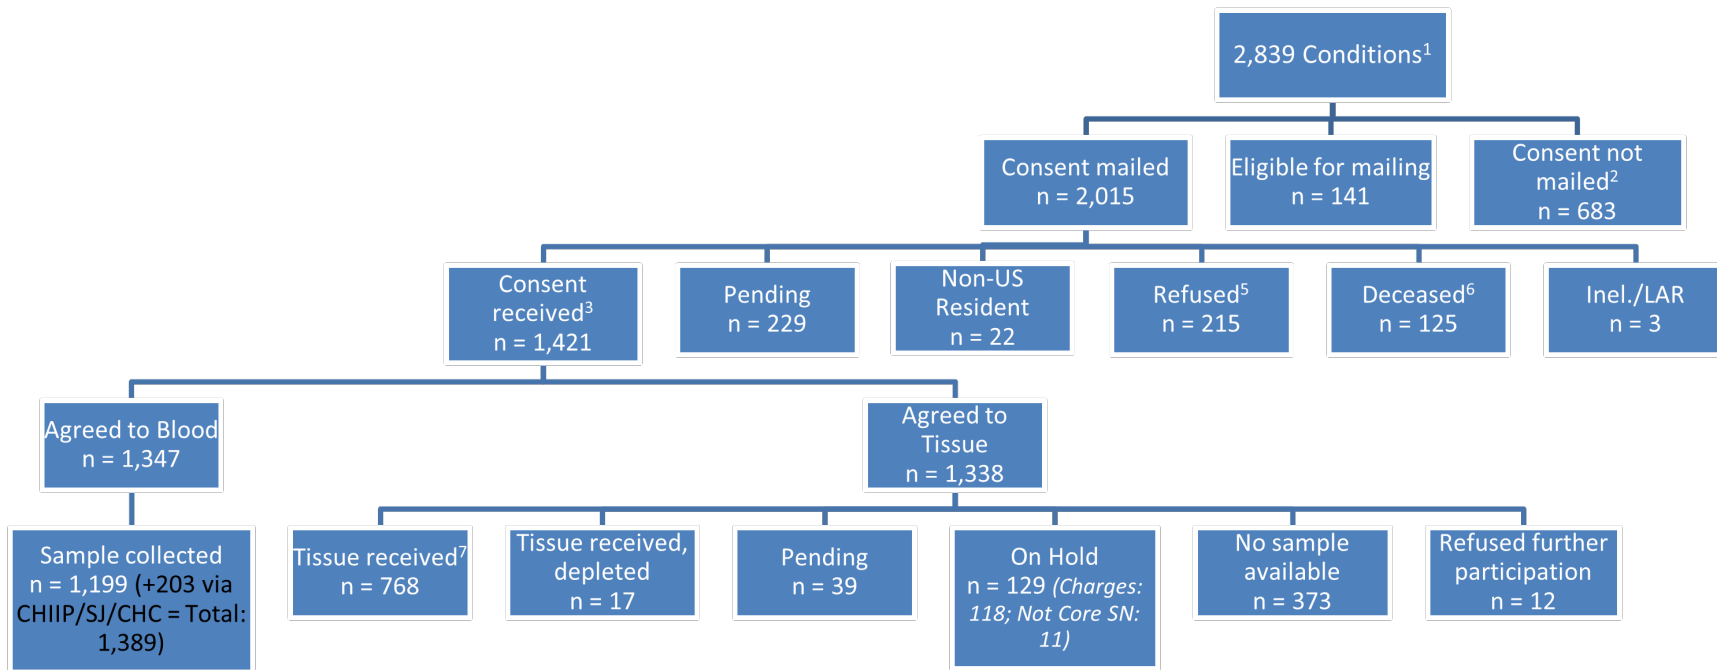 2,839 Conditions¹
Consent mailed
n = 2,015
Eligible for mailing
n = 141
Consent not
mailed²
n = 683
Consent
received³
n = 1,421
Pending
n = 229
Non-US
Resident
n = 22
Refused⁵
n = 215
Deceased⁶
n = 125
Inel./LAR
n = 3
Agreed to Blood
n = 1,347
Agreed to
Tissue
n = 1,338
Sample collected
n = 1,199 (+203 via
CHIIP/SJ/CHC = Total:
1,389)
Tissue received⁷
n = 768
Tissue received,
depleted
n = 17
Pending
n = 39
On Hold
n = 129 (Charges:
118; Not Core SN:
11)
No sample
available
n = 373
Refused further
participation
n = 12